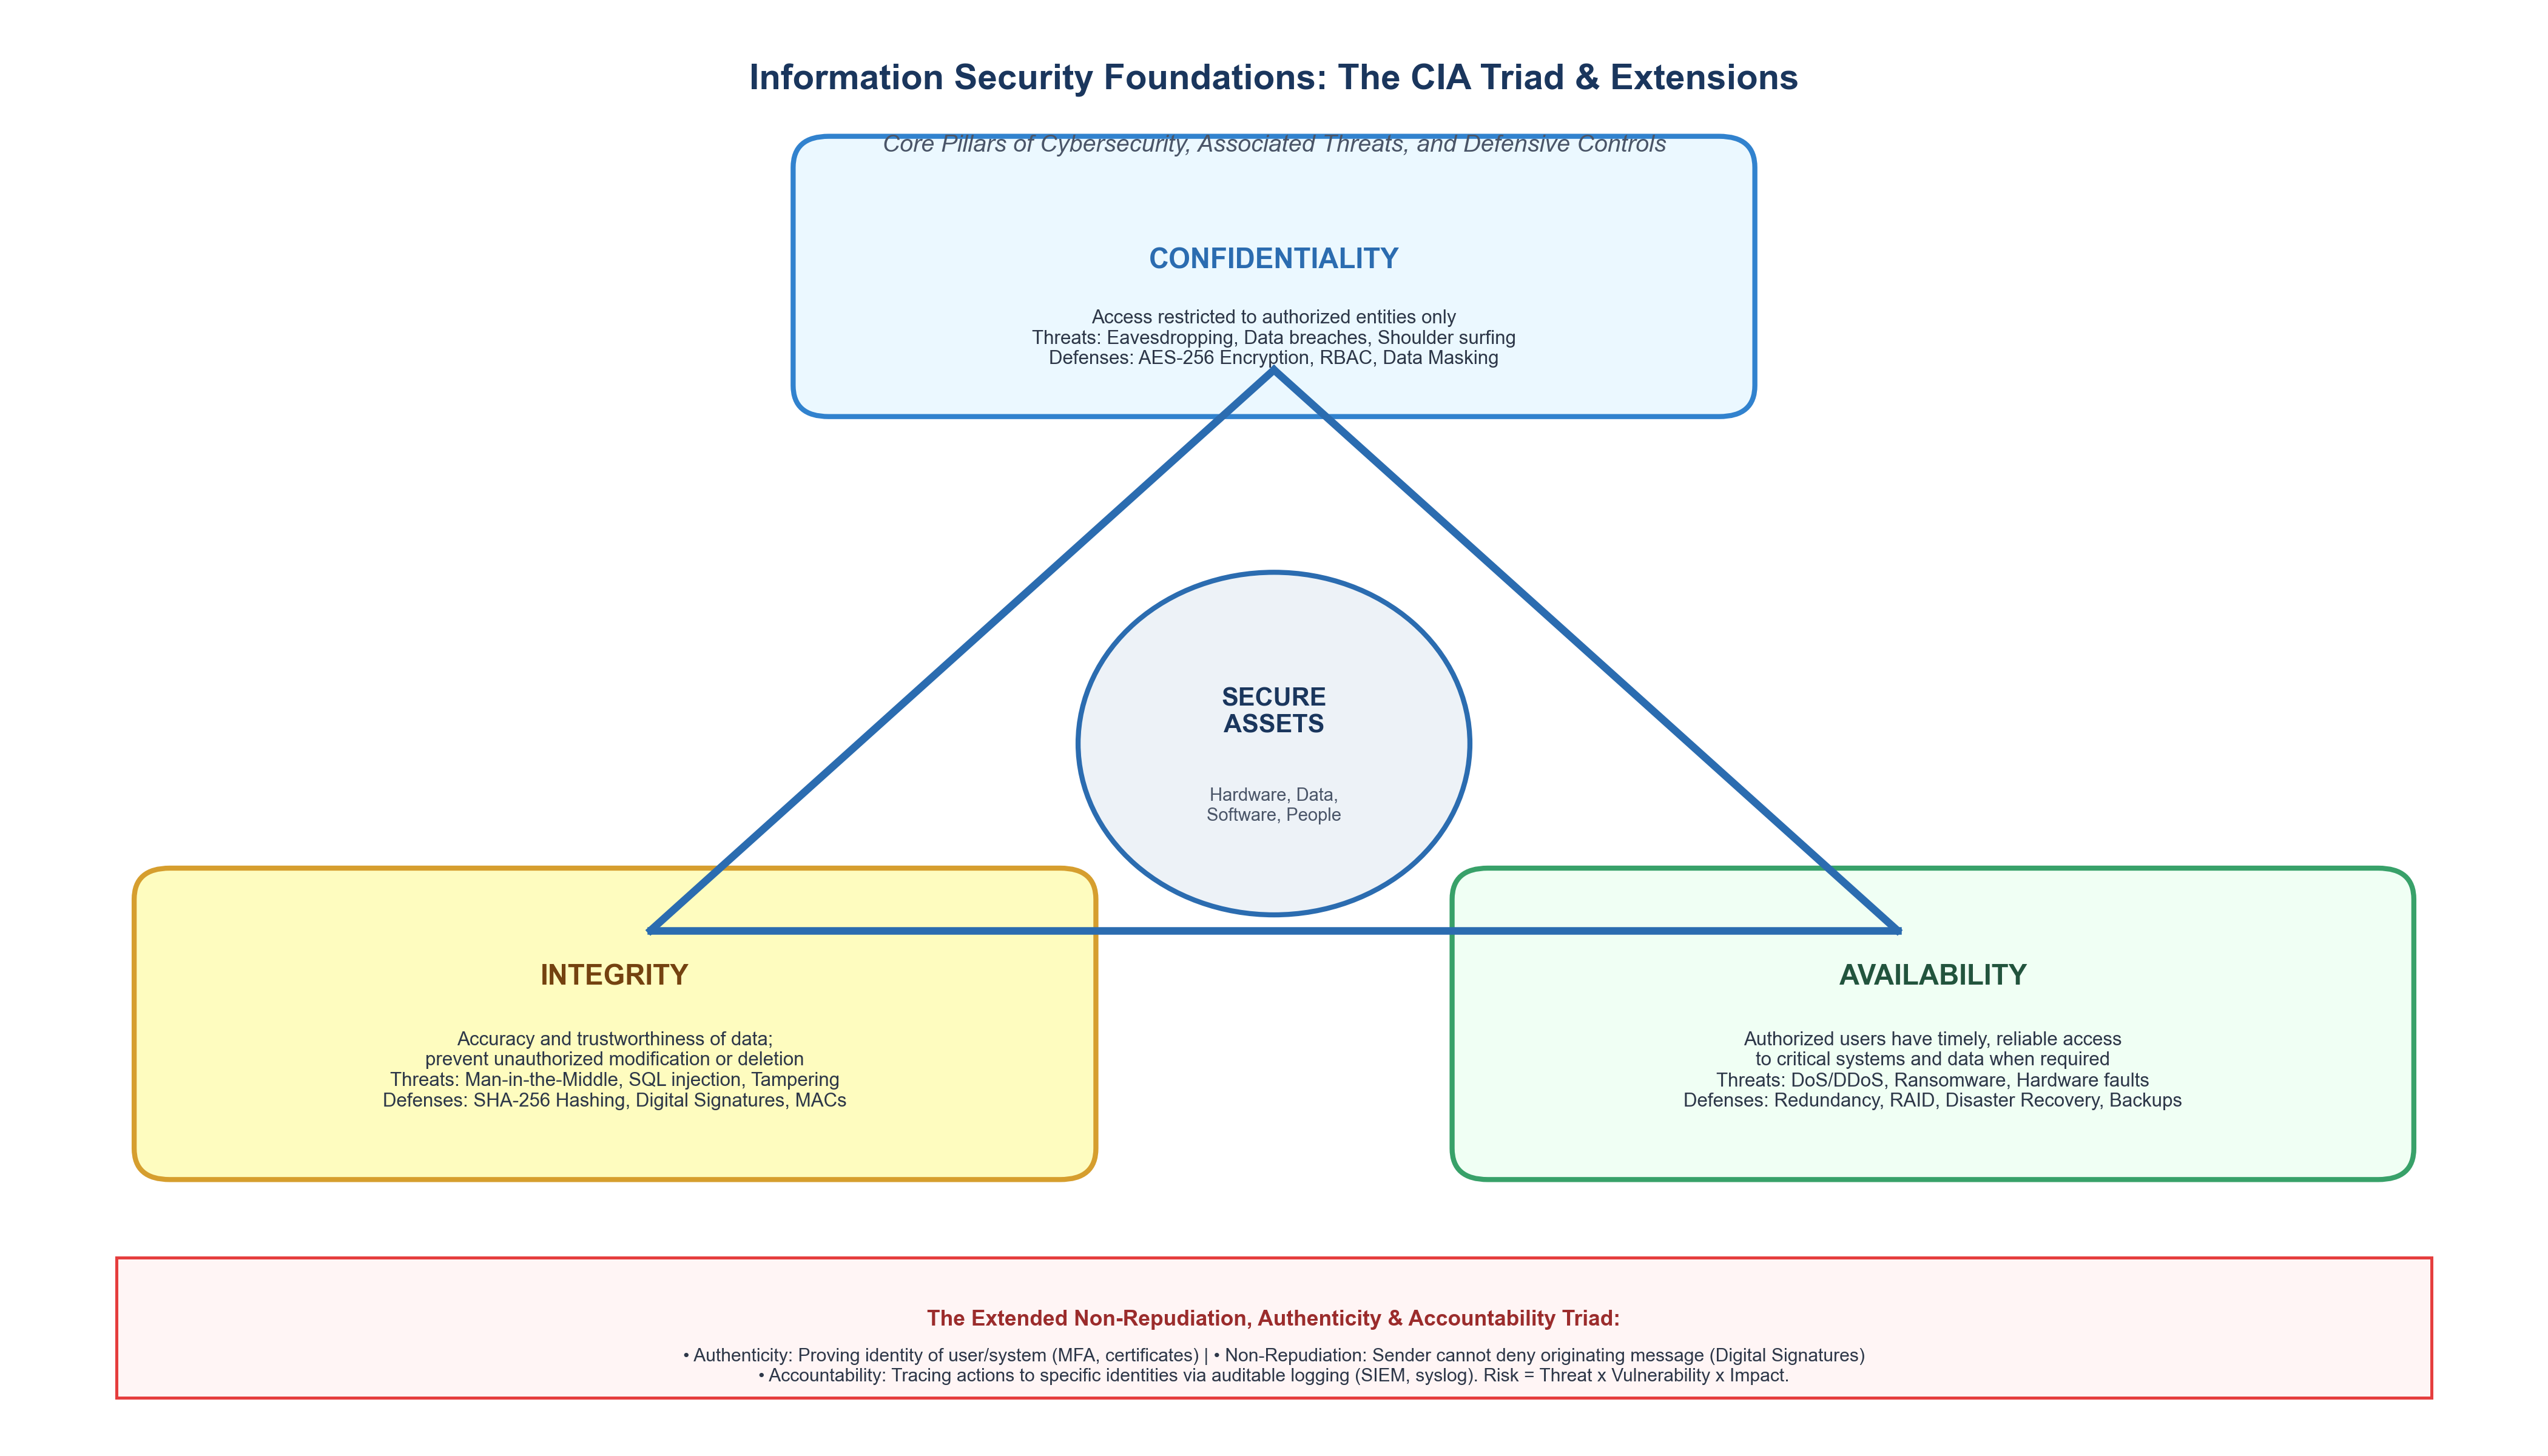 Information Security Foundations: The CIA Triad & Extensions
Core Pillars of Cybersecurity, Associated Threats, and Defensive Controls
CONFIDENTIALITY
Access restricted to authorized entities only
Threats: Eavesdropping, Data breaches, Shoulder surfing
Defenses: AES-256 Encryption, RBAC, Data Masking
SECURE
ASSETS
Hardware, Data,
Software, People
INTEGRITY
Accuracy and trustworthiness of data;
prevent unauthorized modification or deletion
Threats: Man-in-the-Middle, SQL injection, Tampering
Defenses: SHA-256 Hashing, Digital Signatures, MACs
AVAILABILITY
Authorized users have timely, reliable access
to critical systems and data when required
Threats: DoS/DDoS, Ransomware, Hardware faults
Defenses: Redundancy, RAID, Disaster Recovery, Backups
The Extended Non-Repudiation, Authenticity & Accountability Triad:
• Authenticity: Proving identity of user/system (MFA, certificates) | • Non-Repudiation: Sender cannot deny originating message (Digital Signatures)
• Accountability: Tracing actions to specific identities via auditable logging (SIEM, syslog). Risk = Threat x Vulnerability x Impact.